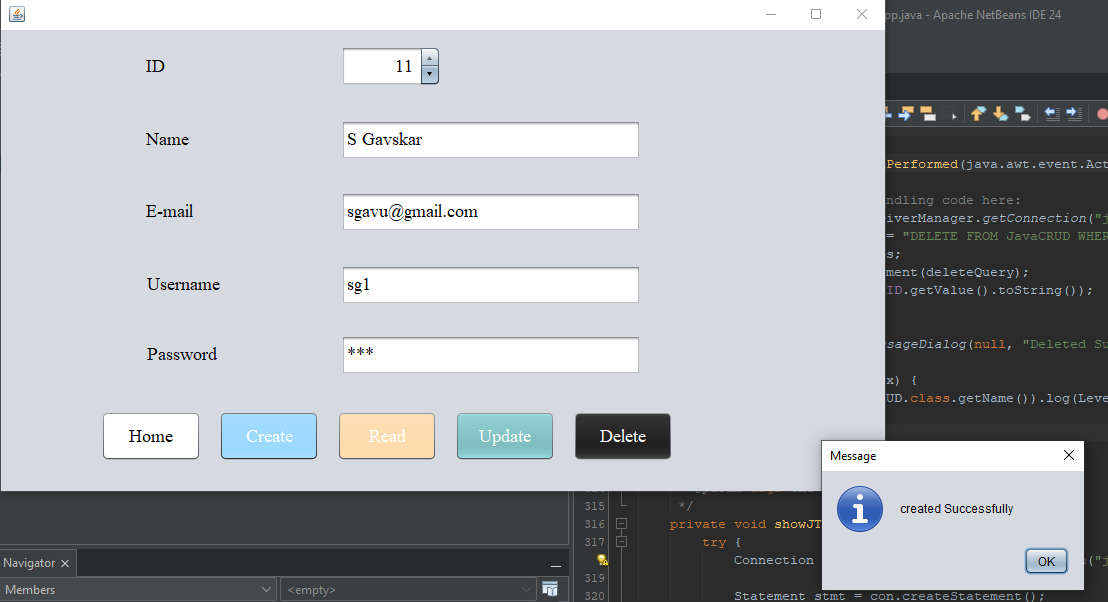 pp.java - Apache NetBeans IDE 24
ID
11
Name
S Gavskar
E-mail
sgavu@gmail.com
Username
sg1
Password
***
Home
Create
Read
Update
Delete
Performed(java.awt.event.Act
ndling code here:
iverManager.getConnection("j
= "DELETE FROM JavaCRUD WHER
s;
ment(deleteQuery);
ID.getValue().toString());
sageDialog(null, "Deleted Su
x) {
UD.class.getName()).log(Leve
Message
created Successfully
OK
315 */
316 private void showJT
317 try {
Connection
("j
319
320 Statement stmt = con.createStatement();
Navigator
Members
<empty>